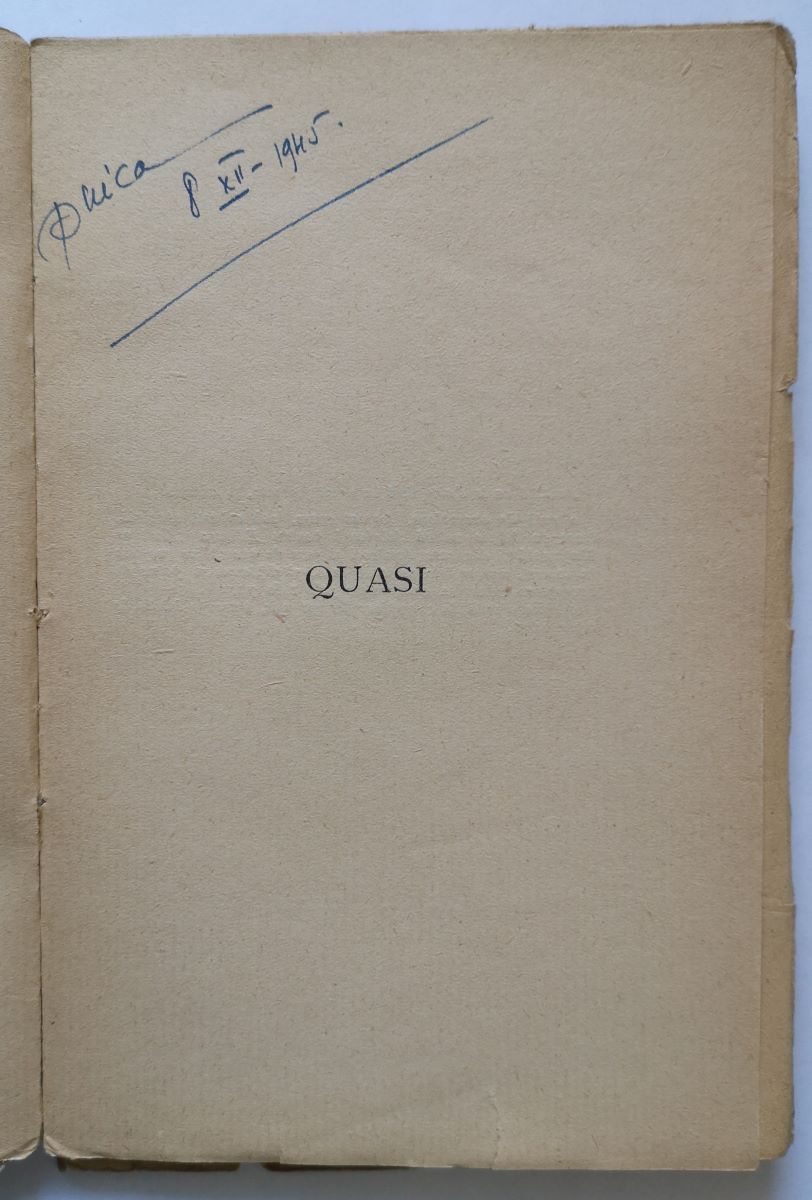 8 XII - 1945.
QUASI